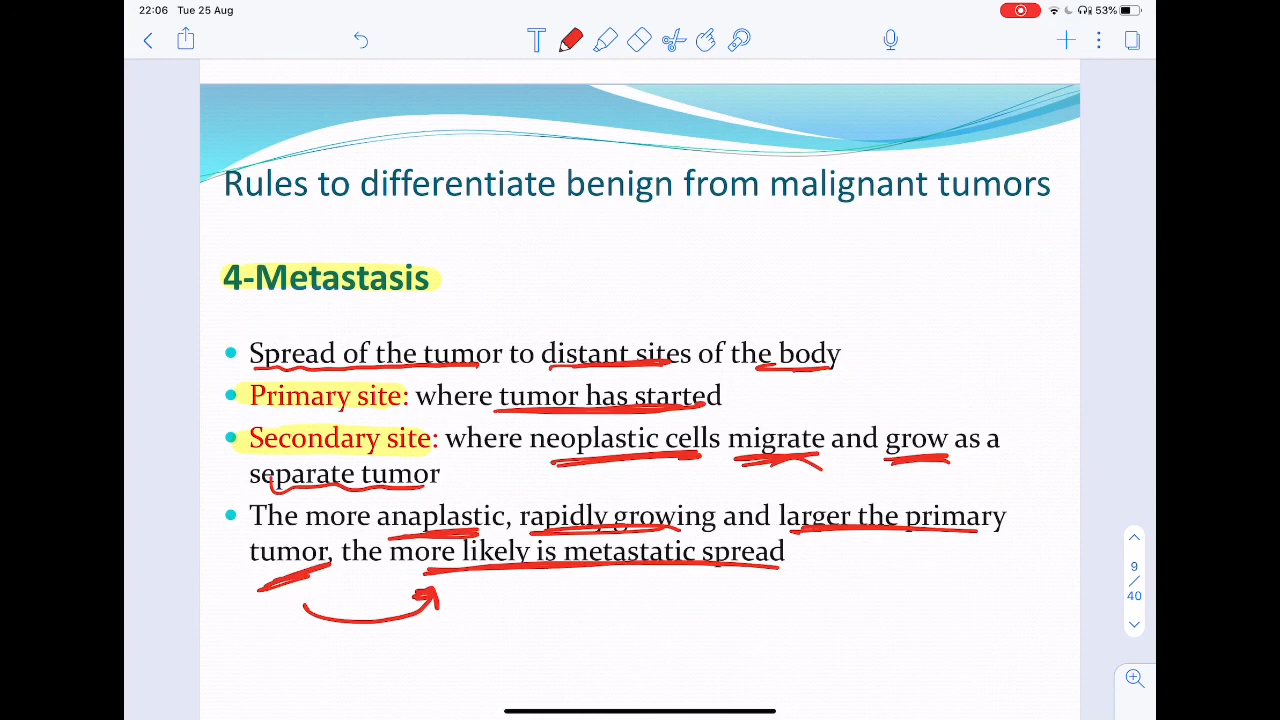 22:06 Tue 25 Aug
53%
Rules to differentiate benign from malignant tumors
4-Metastasis
Spread of the tumor to distant sites of the body
Primary site: where tumor has started
Secondary site: where neoplastic cells migrate and grow as a
separate tumor
The more anaplastic, rapidly growing and larger the primary
tumor, the more likely is metastatic spread
9
/
40